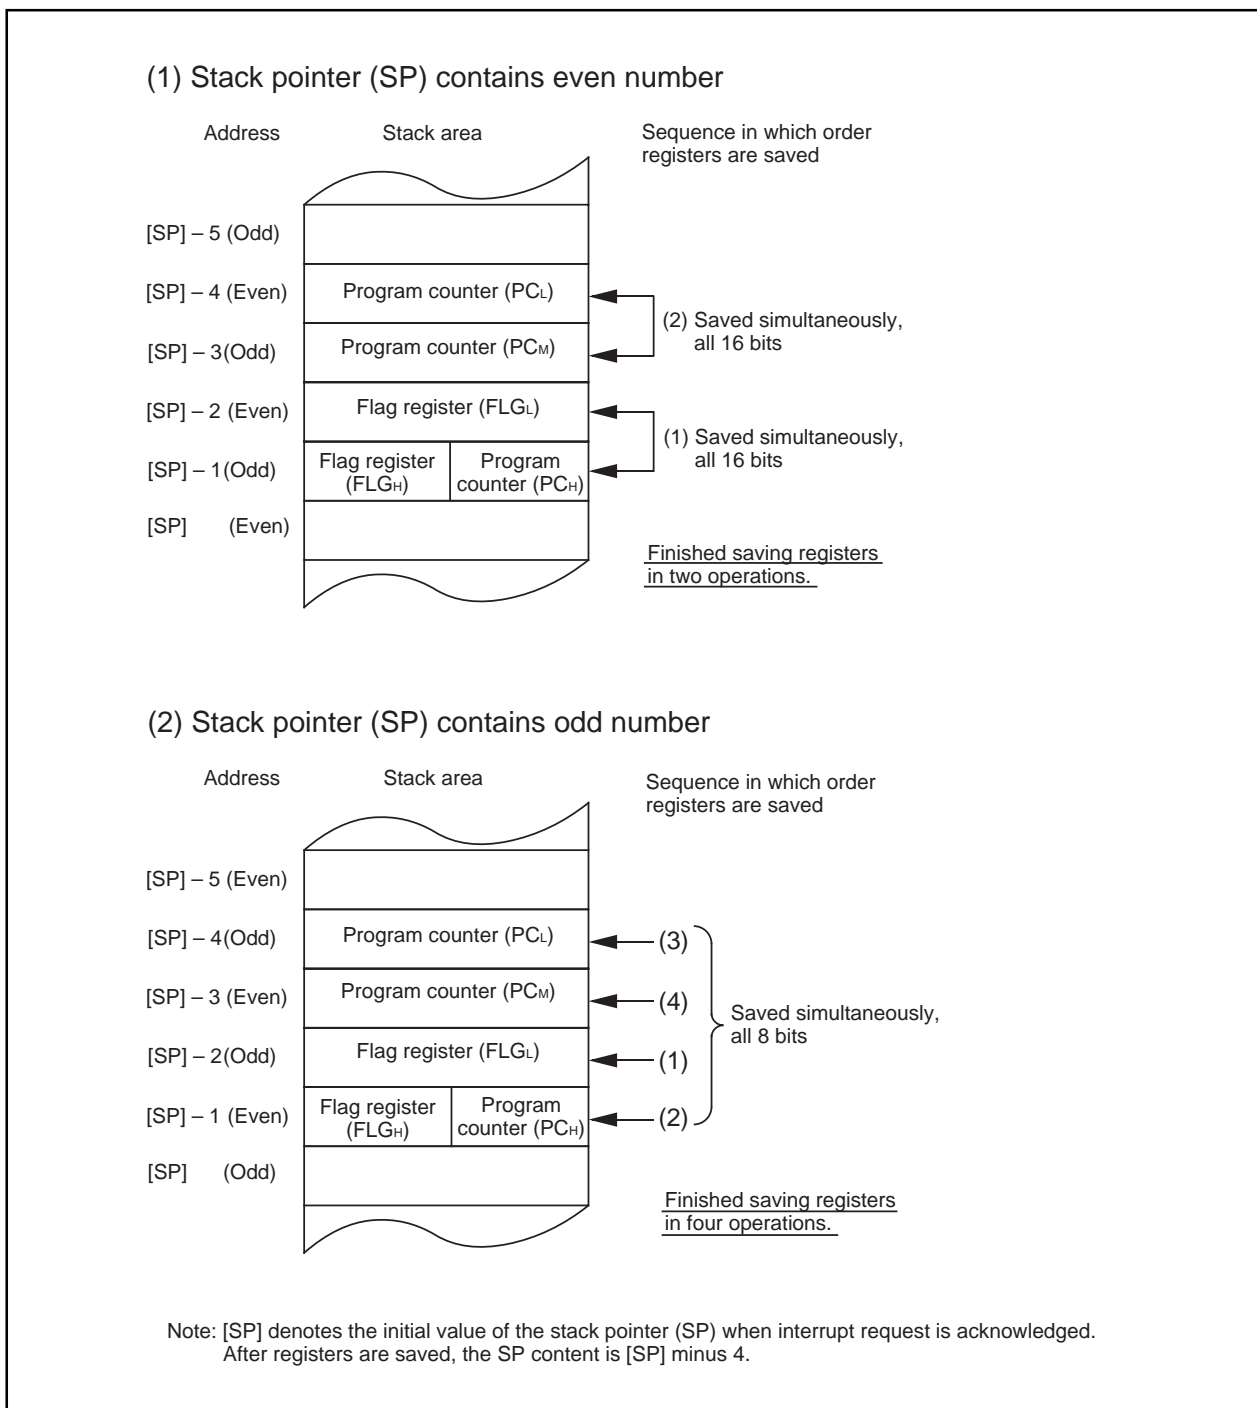 (1) Stack pointer (SP) contains even number
Address
Stack area
Sequence in which order
registers are saved
[SP] – 5 (Odd)
[SP] – 4 (Even)
Program counter (PCL)
[SP] – 3(Odd)
Program counter (PCM)
(2) Saved simultaneously,
all 16 bits
[SP] – 2 (Even)
Flag register (FLGL)
[SP] – 1(Odd)
Flag register
(FLGH)
Program
counter (PCH)
(1) Saved simultaneously,
all 16 bits
[SP] (Even)
Finished saving registers
in two operations.
(2) Stack pointer (SP) contains odd number
Address
Stack area
Sequence in which order
registers are saved
[SP] – 5 (Even)
[SP] – 4(Odd)
Program counter (PCL)
(3)
[SP] – 3 (Even)
Program counter (PCM)
(4)
Saved simultaneously,
all 8 bits
[SP] – 2(Odd)
Flag register (FLGL)
(1)
[SP] – 1 (Even)
Flag register
(FLGH)
Program
counter (PCH)
(2)
[SP] (Odd)
Finished saving registers
in four operations.
Note: [SP] denotes the initial value of the stack pointer (SP) when interrupt request is acknowledged.
After registers are saved, the SP content is [SP] minus 4.